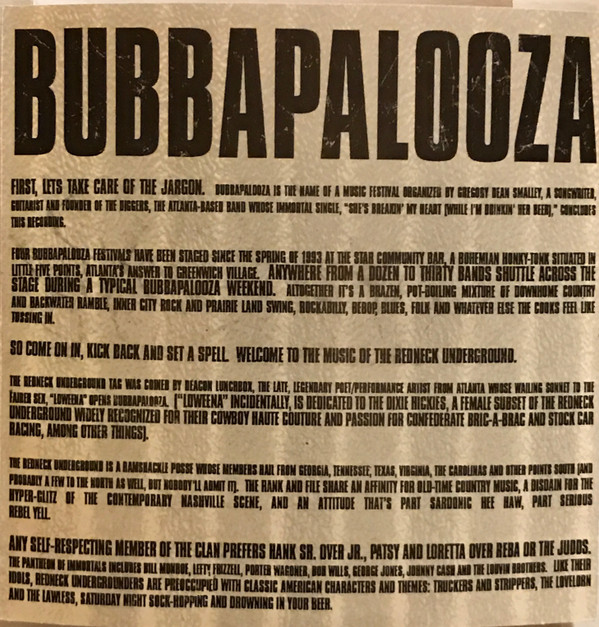 BUBBAPALOOZA
FIRST, LETS TAKE CARE OF THE JARGON. BUBBAPALOOZA IS THE NAME OF A MUSIC FESTIVAL ORGANIZED BY GREGORY DEAN SMALLEY, A SONGWRITER,
GUITARIST AND FOUNDER OF THE DIGGERS, THE ATLANTA-BASED BAND WHOSE IMMORTAL SINGLE, "SHE'S BREAKIN' MY HEART (WHILE I'M DRINKIN' HER BEER)," CONCLUDES
THIS RECORDING.
FOUR BUBBAPALOOZA FESTIVALS HAVE BEEN STAGED SINCE THE SPRING OF 1993 AT THE STAR COMMUNITY BAR, A BOHEMIAN HONKY-TONK SITUATED IN
LITTLE FIVE POINTS, ATLANTA'S ANSWER TO GREENWICH VILLAGE. ANYWHERE FROM A DOZEN TO THIRTY BANDS SHUTTLE ACROSS THE
STAGE DURING A TYPICAL BUBBAPALOOZA WEEKEND. ALTOGETHER IT'S A BRAZEN, POT-BOILING MIXTURE OF DOWNHOME COUNTRY
AND BACKWATER RAMBLE, INNER CITY ROCK AND PRAIRIE LAND SWING, ROCKABILLY, BEBOP, BLUES, FOLK AND WHATEVER ELSE THE COOKS FEEL LIKE
TOSSING IN.
SO COME ON IN, KICK BACK AND SET A SPELL. WELCOME TO THE MUSIC OF THE REDNECK UNDERGROUND.
THE REDNECK UNDERGROUND TAG WAS COINED BY DEACON LUNCHBOX, THE LATE, LEGENDARY POET/PERFORMANCE ARTIST FROM ATLANTA WHOSE WAILING SONNET TO THE
FAIRER SEX, "LOWEENA" OPENS BUBBAPALOOZA. ("LOWEENA" INCIDENTALLY, IS DEDICATED TO THE DIXIE HICKIES, A FEMALE SUBSET OF THE REDNECK
UNDERGROUND WIDELY RECOGNIZED FOR THEIR COWBOY HAUTE COUTURE AND PASSION FOR CONFEDERATE BRIC-A-BRAC AND STOCK CAR
RACING, AMONG OTHER THINGS).
THE REDNECK UNDERGROUND IS A RAMSHACKLE POSSE WHOSE MEMBERS HAIL FROM GEORGIA, TENNESSEE, TEXAS, VIRGINIA, THE CAROLINAS AND OTHER POINTS SOUTH (AND
PROBABLY A FEW TO THE NORTH AS WELL, BUT NOBODY'LL ADMIT IT). THE RANK AND FILE SHARE AN AFFINITY FOR OLD-TIME COUNTRY MUSIC, A DISDAIN FOR THE
HYPER-GLITZ OF THE CONTEMPORARY NASHVILLE SCENE, AND AN ATTITUDE THAT'S PART SARDONIC HEE HAW, PART SERIOUS
REBEL YELL.
ANY SELF-RESPECTING MEMBER OF THE CLAN PREFERS HANK SR. OVER JR., PATSY AND LORETTA OVER REBA OR THE JUDDS.
THE PANTHEON OF IMMORTALS INCLUDES BILL MONROE, LEFTY FRIZZELL, PORTER WAGONER, BOB WILLS, GEORGE JONES, JOHNNY CASH AND THE LOUVIN BROTHERS. LIKE THEIR
IDOLS, REDNECK UNDERGROUNDERS ARE PREOCCUPIED WITH CLASSIC AMERICAN CHARACTERS AND THEMES: TRUCKERS AND STRIPPERS, THE LOVELORN
AND THE LAWLESS, SATURDAY NIGHT SOCK-HOPPING AND DROWNING IN YOUR BEER.